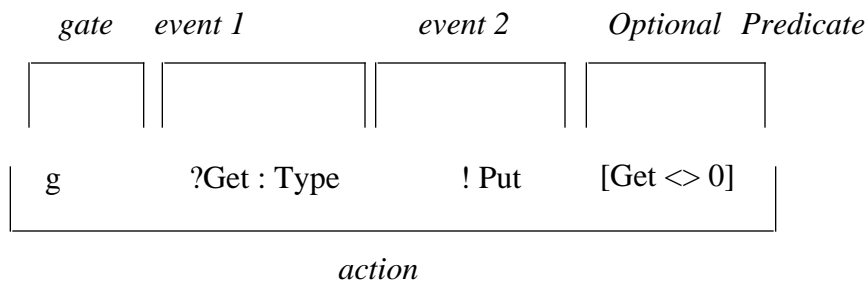 gate event 1 event 2 Optional Predicate
g ?Get : Type ! Put [Get <> 0]
action